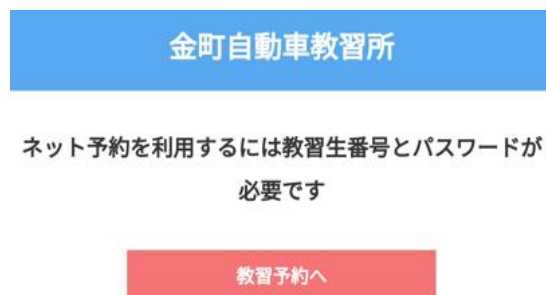 金町自動車教習所
ネット予約を利用するには教習生番号とパスワードが
必要です
教習予約へ